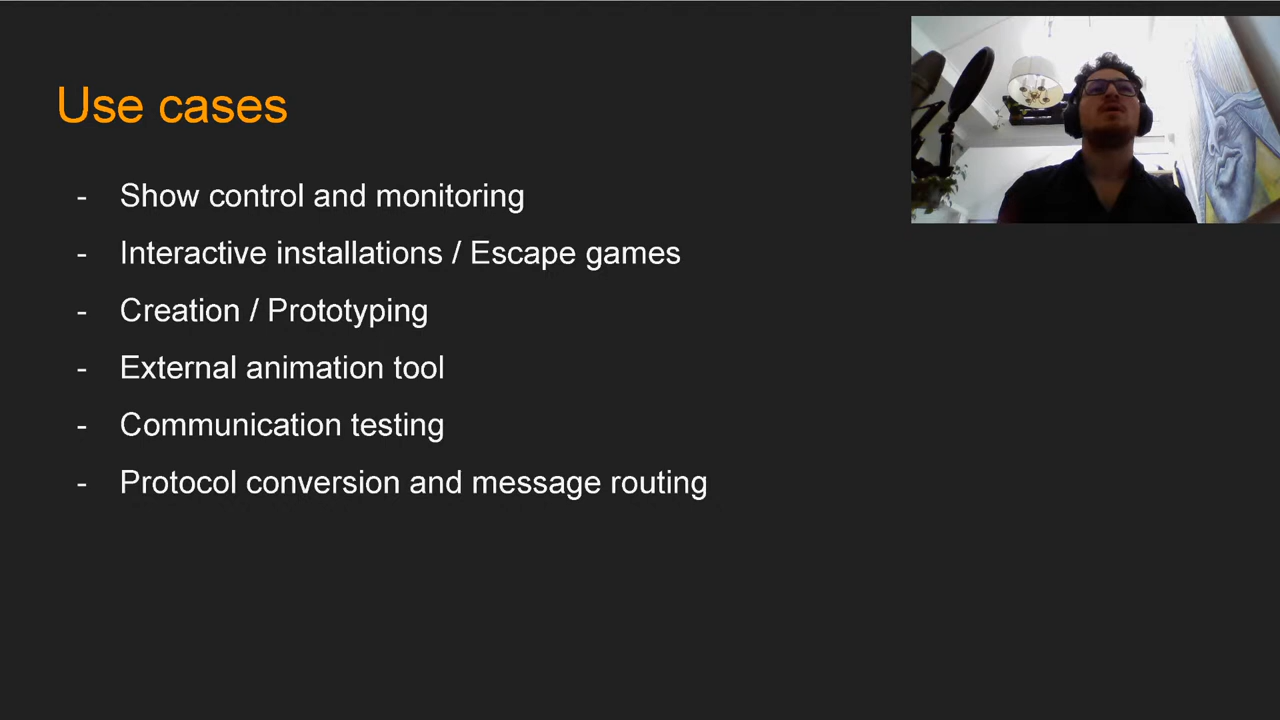 Use cases
- Show control and monitoring
- Interactive installations / Escape games
- Creation / Prototyping
- External animation tool
- Communication testing
- Protocol conversion and message routing